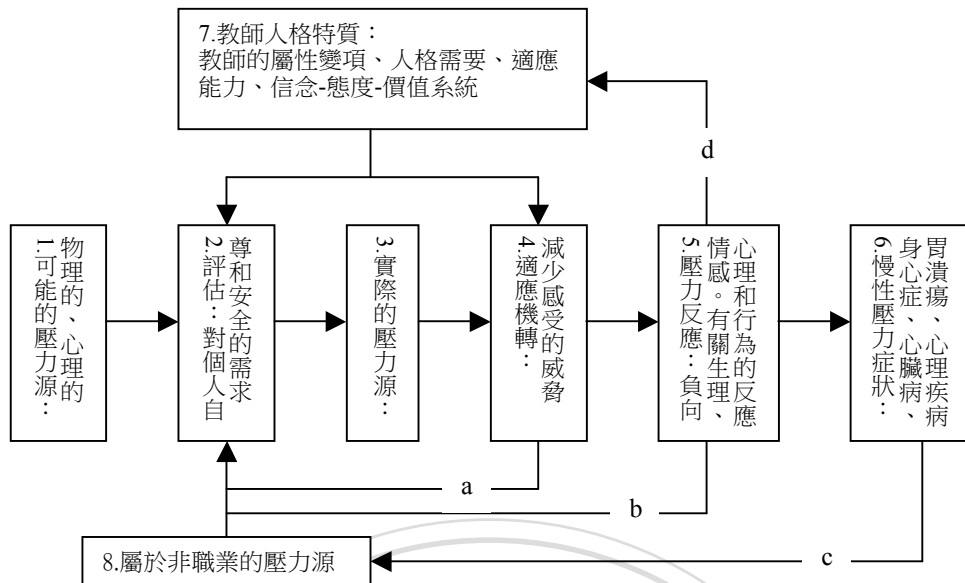 7.教師人格特質：
教師的屬性變項、人格需要、適應
能力、信念-態度-價值系統
d
1.可能的壓力源：
物理的、心理的
2.評估：對個人自
尊和安全的需求
3.實際的壓力源：
4.適應機轉：
減少感受的威脅
5.壓力反應：負向
情感。有關生理、
心理和行為的反應
6.慢性壓力症狀：
身心症、心臟病、
胃潰瘍、心理疾病
a
b
c
8.屬於非職業的壓力源